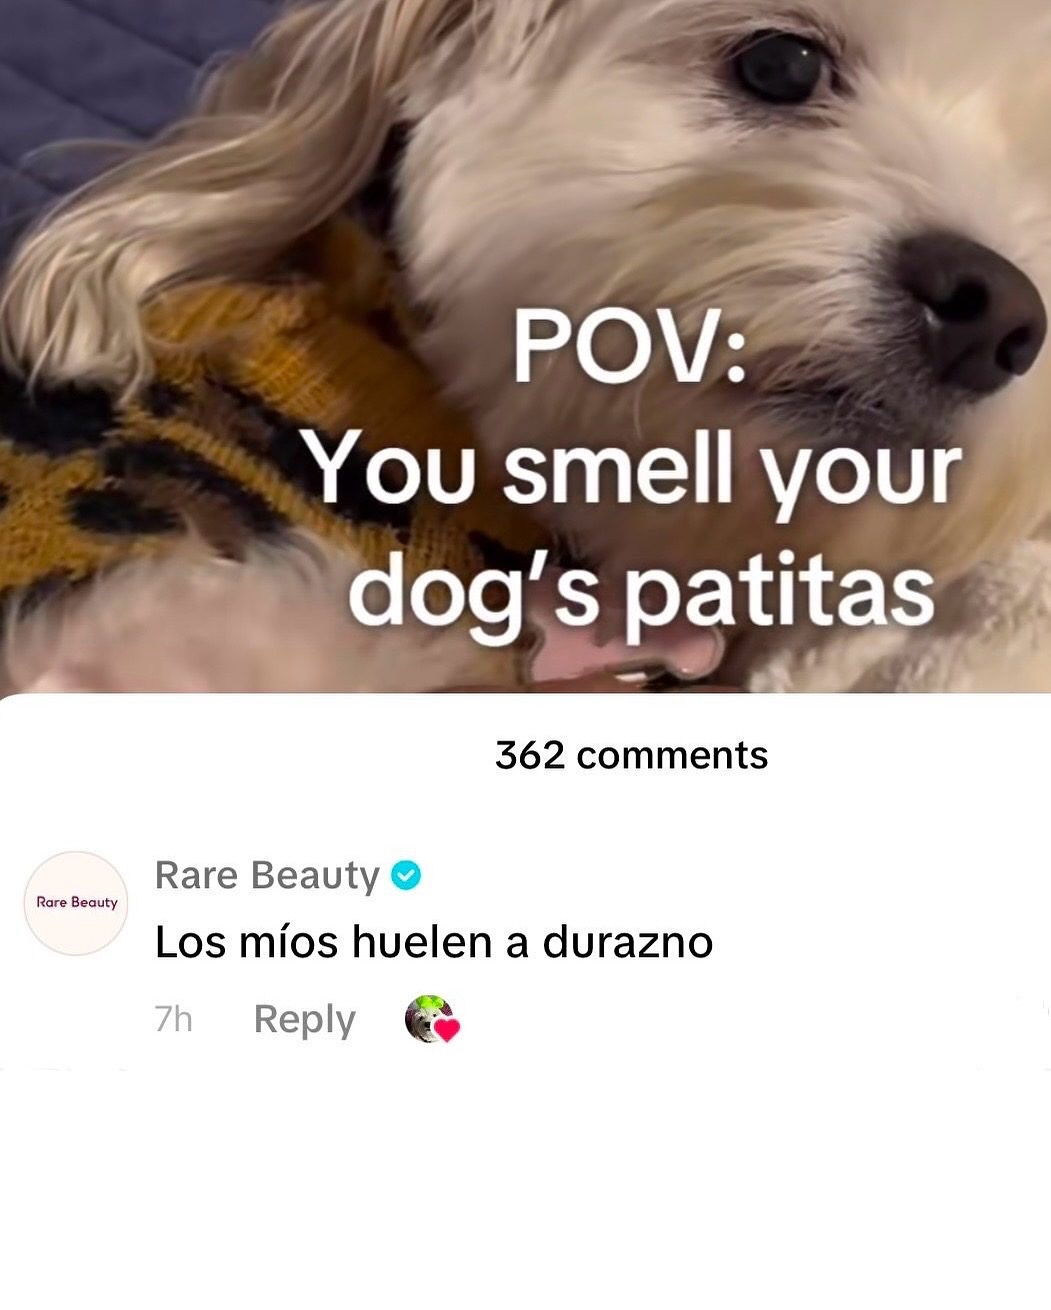 POV:
You smell your
dog's patitas
362 comments
Rare Beauty
Rare Beauty
Los míos huelen a durazno
7h Reply